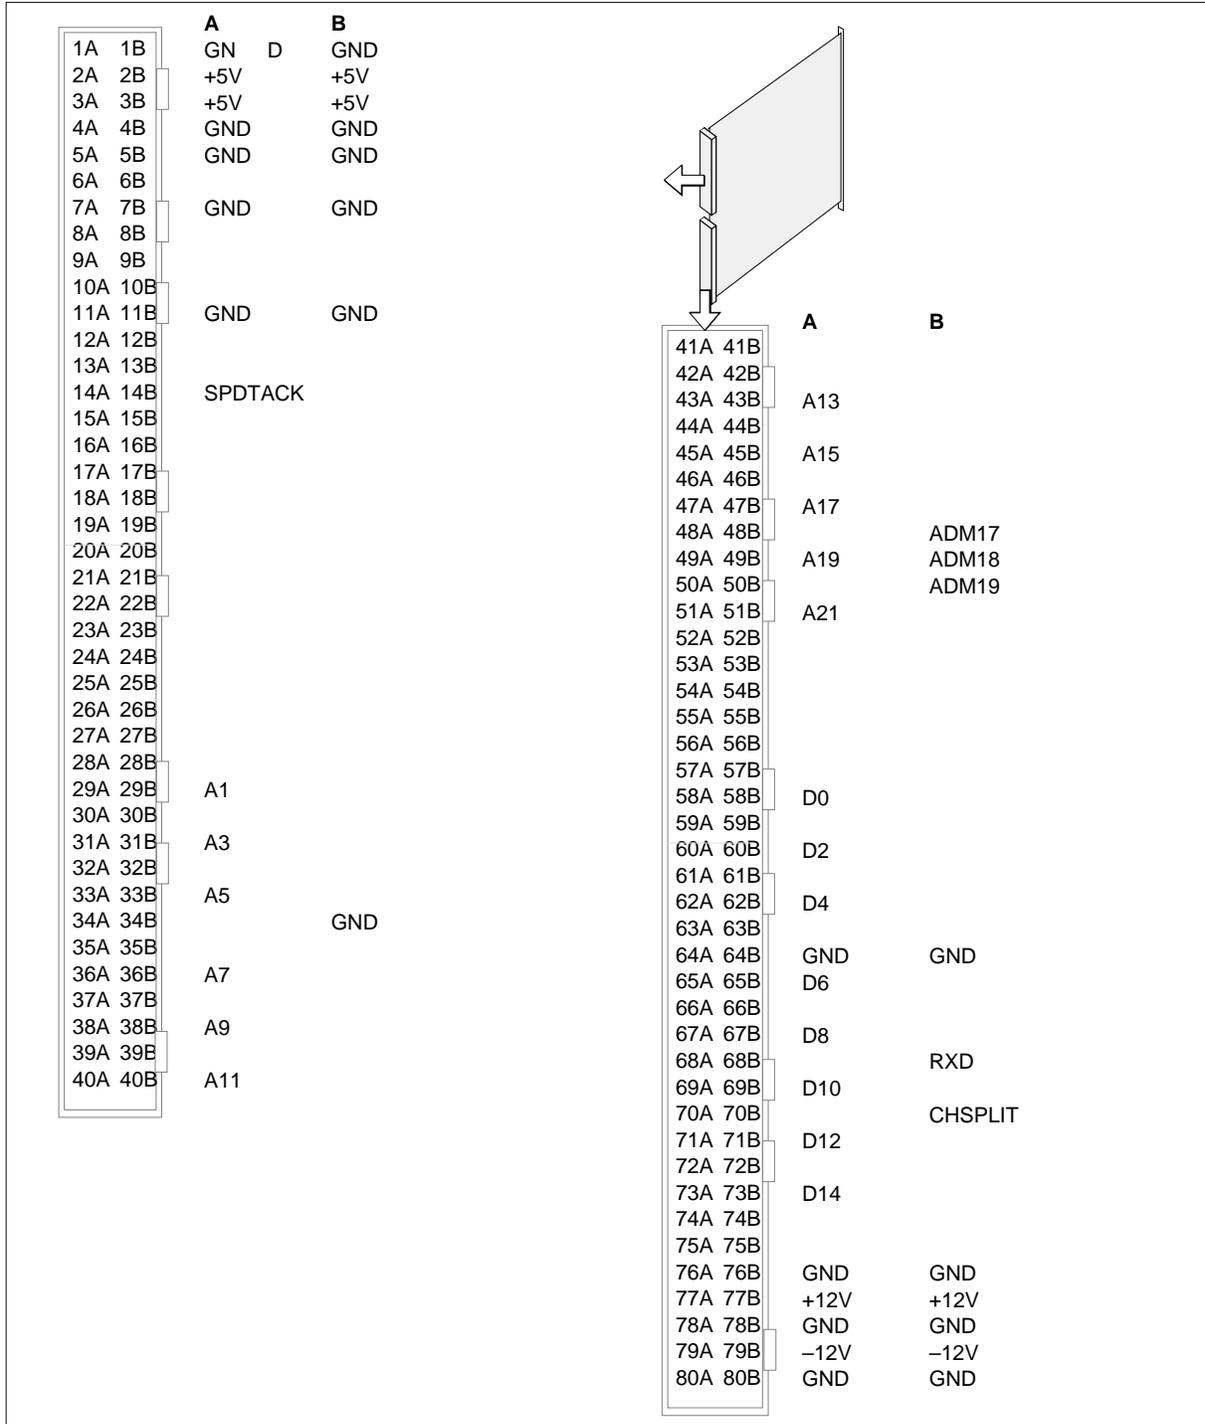 A B
1A 1B GN D GND
2A 2B +5V +5V
3A 3B +5V +5V
4A 4B GND GND
5A 5B GND GND
6A 6B
7A 7B GND GND
8A 8B
9A 9B
10A 10B
11A 11B GND GND
12A 12B
13A 13B
14A 14B SPDTACK
15A 15B
16A 16B
17A 17B
18A 18B
19A 19B
20A 20B
21A 21B
22A 22B
23A 23B
24A 24B
25A 25B
26A 26B
27A 27B
28A 28B
29A 29B A1
30A 30B
31A 31B A3
32A 32B
33A 33B A5
34A 34B GND
35A 35B
36A 36B A7
37A 37B
38A 38B A9
39A 39B
40A 40B A11
A B
41A 41B
42A 42B
43A 43B A13
44A 44B
45A 45B A15
46A 46B
47A 47B A17
48A 48B ADM17
49A 49B A19 ADM18
50A 50B ADM19
51A 51B A21
52A 52B
53A 53B
54A 54B
55A 55B
56A 56B
57A 57B
58A 58B D0
59A 59B
60A 60B D2
61A 61B
62A 62B D4
63A 63B
64A 64B GND GND
65A 65B D6
66A 66B
67A 67B D8
68A 68B RXD
69A 69B D10
70A 70B CHSPLIT
71A 71B D12
72A 72B
73A 73B D14
74A 74B
75A 75B
76A 76B GND GND
77A 77B +12V +12V
78A 78B GND GND
79A 79B –12V –12V
80A 80B GND GND